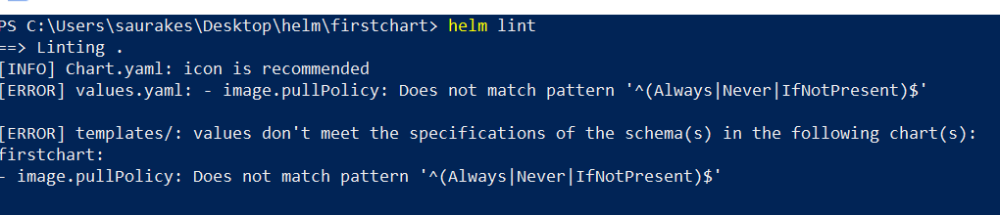 PS C:\Users\saurakes\Desktop\helm\firstchart> helm lint
==> Linting .
[INFO] Chart.yaml: icon is recommended
[ERROR] values.yaml: - image.pullPolicy: Does not match pattern '^(Always|Never|IfNotPresent)$'
[ERROR] templates/: values don't meet the specifications of the schema(s) in the following chart(s):
firstchart:
- image.pullPolicy: Does not match pattern '^(Always|Never|IfNotPresent)$'